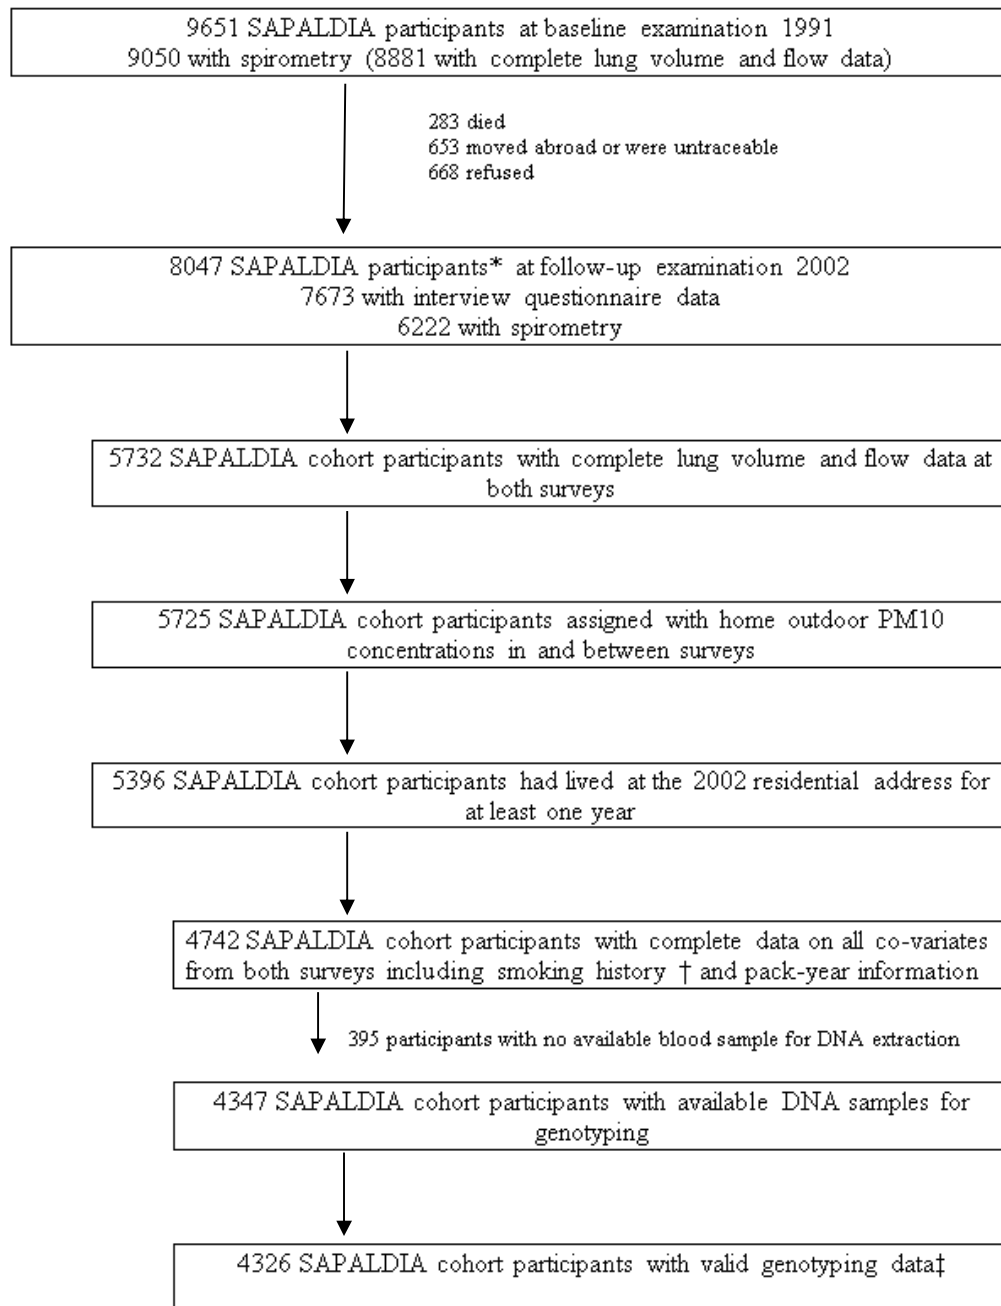 9651 SAPALDIA participants at baseline examination 1991
9050 with spirometry (8881 with complete lung volume and flow data)
283 died
653 moved abroad or were untraceable
668 refused
8047 SAPALDIA participants* at follow-up examination 2002
7673 with interview questionnaire data
6222 with spirometry
5732 SAPALDIA cohort participants with complete lung volume and flow data at
both surveys
5725 SAPALDIA cohort participants assigned with home outdoor PM10
concentrations in and between surveys
5396 SAPALDIA cohort participants had lived at the 2002 residential address for
at least one year
4742 SAPALDIA cohort participants with complete data on all co-variates
from both surveys including smoking history † and pack-year information
395 participants with no available blood sample for DNA extraction
4347 SAPALDIA cohort participants with available DNA samples for
genotyping
4326 SAPALDIA cohort participants with valid genotyping data‡